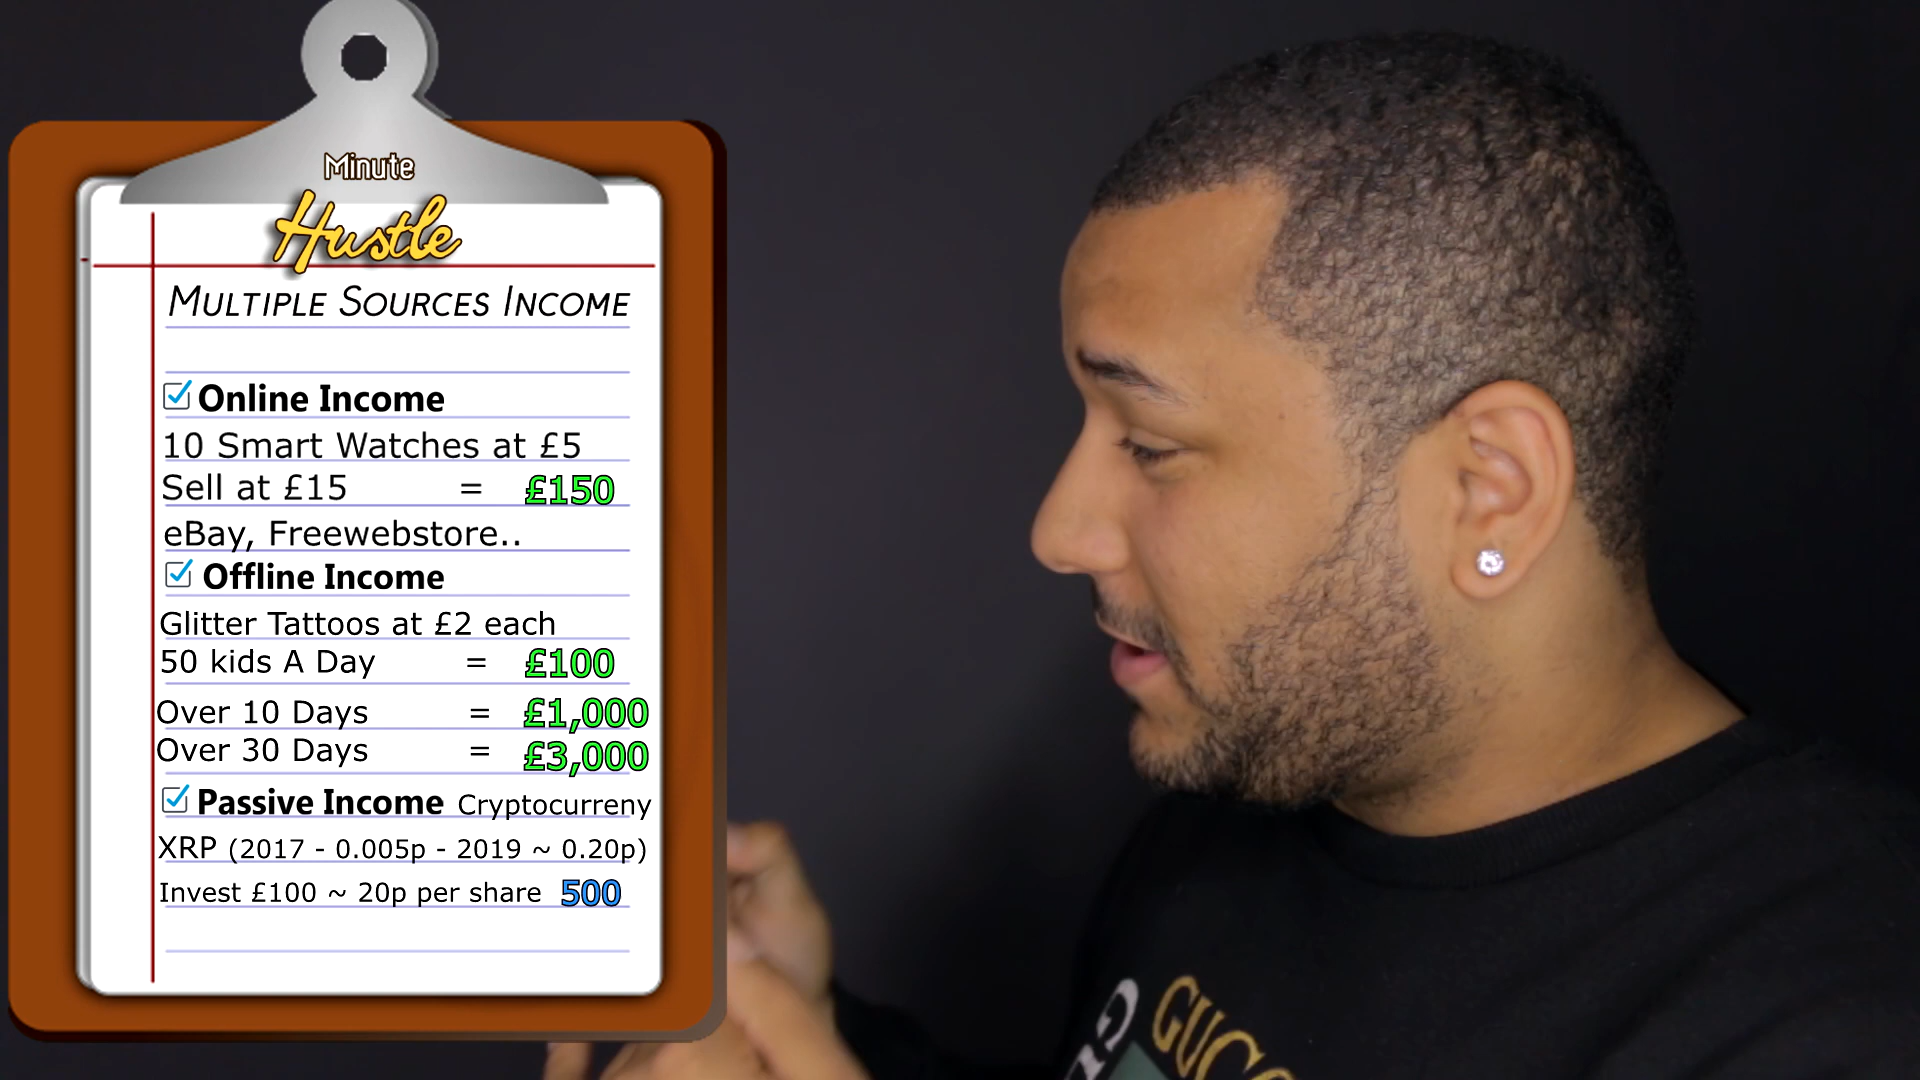 Minute
Hustle
MULTIPLE SOURCES INCOME
Online Income
10 Smart Watches at £5
Sell at £15 = £150
eBay, Freewebstore..
Offline Income
Glitter Tattoos at £2 each
50 kids A Day = £100
Over 10 Days = £1,000
Over 30 Days = £3,000
Passive Income Cryptocurreny
XRP (2017 - 0.005p - 2019 ~ 0.20p)
Invest £100 ~ 20p per share 500
GUCC